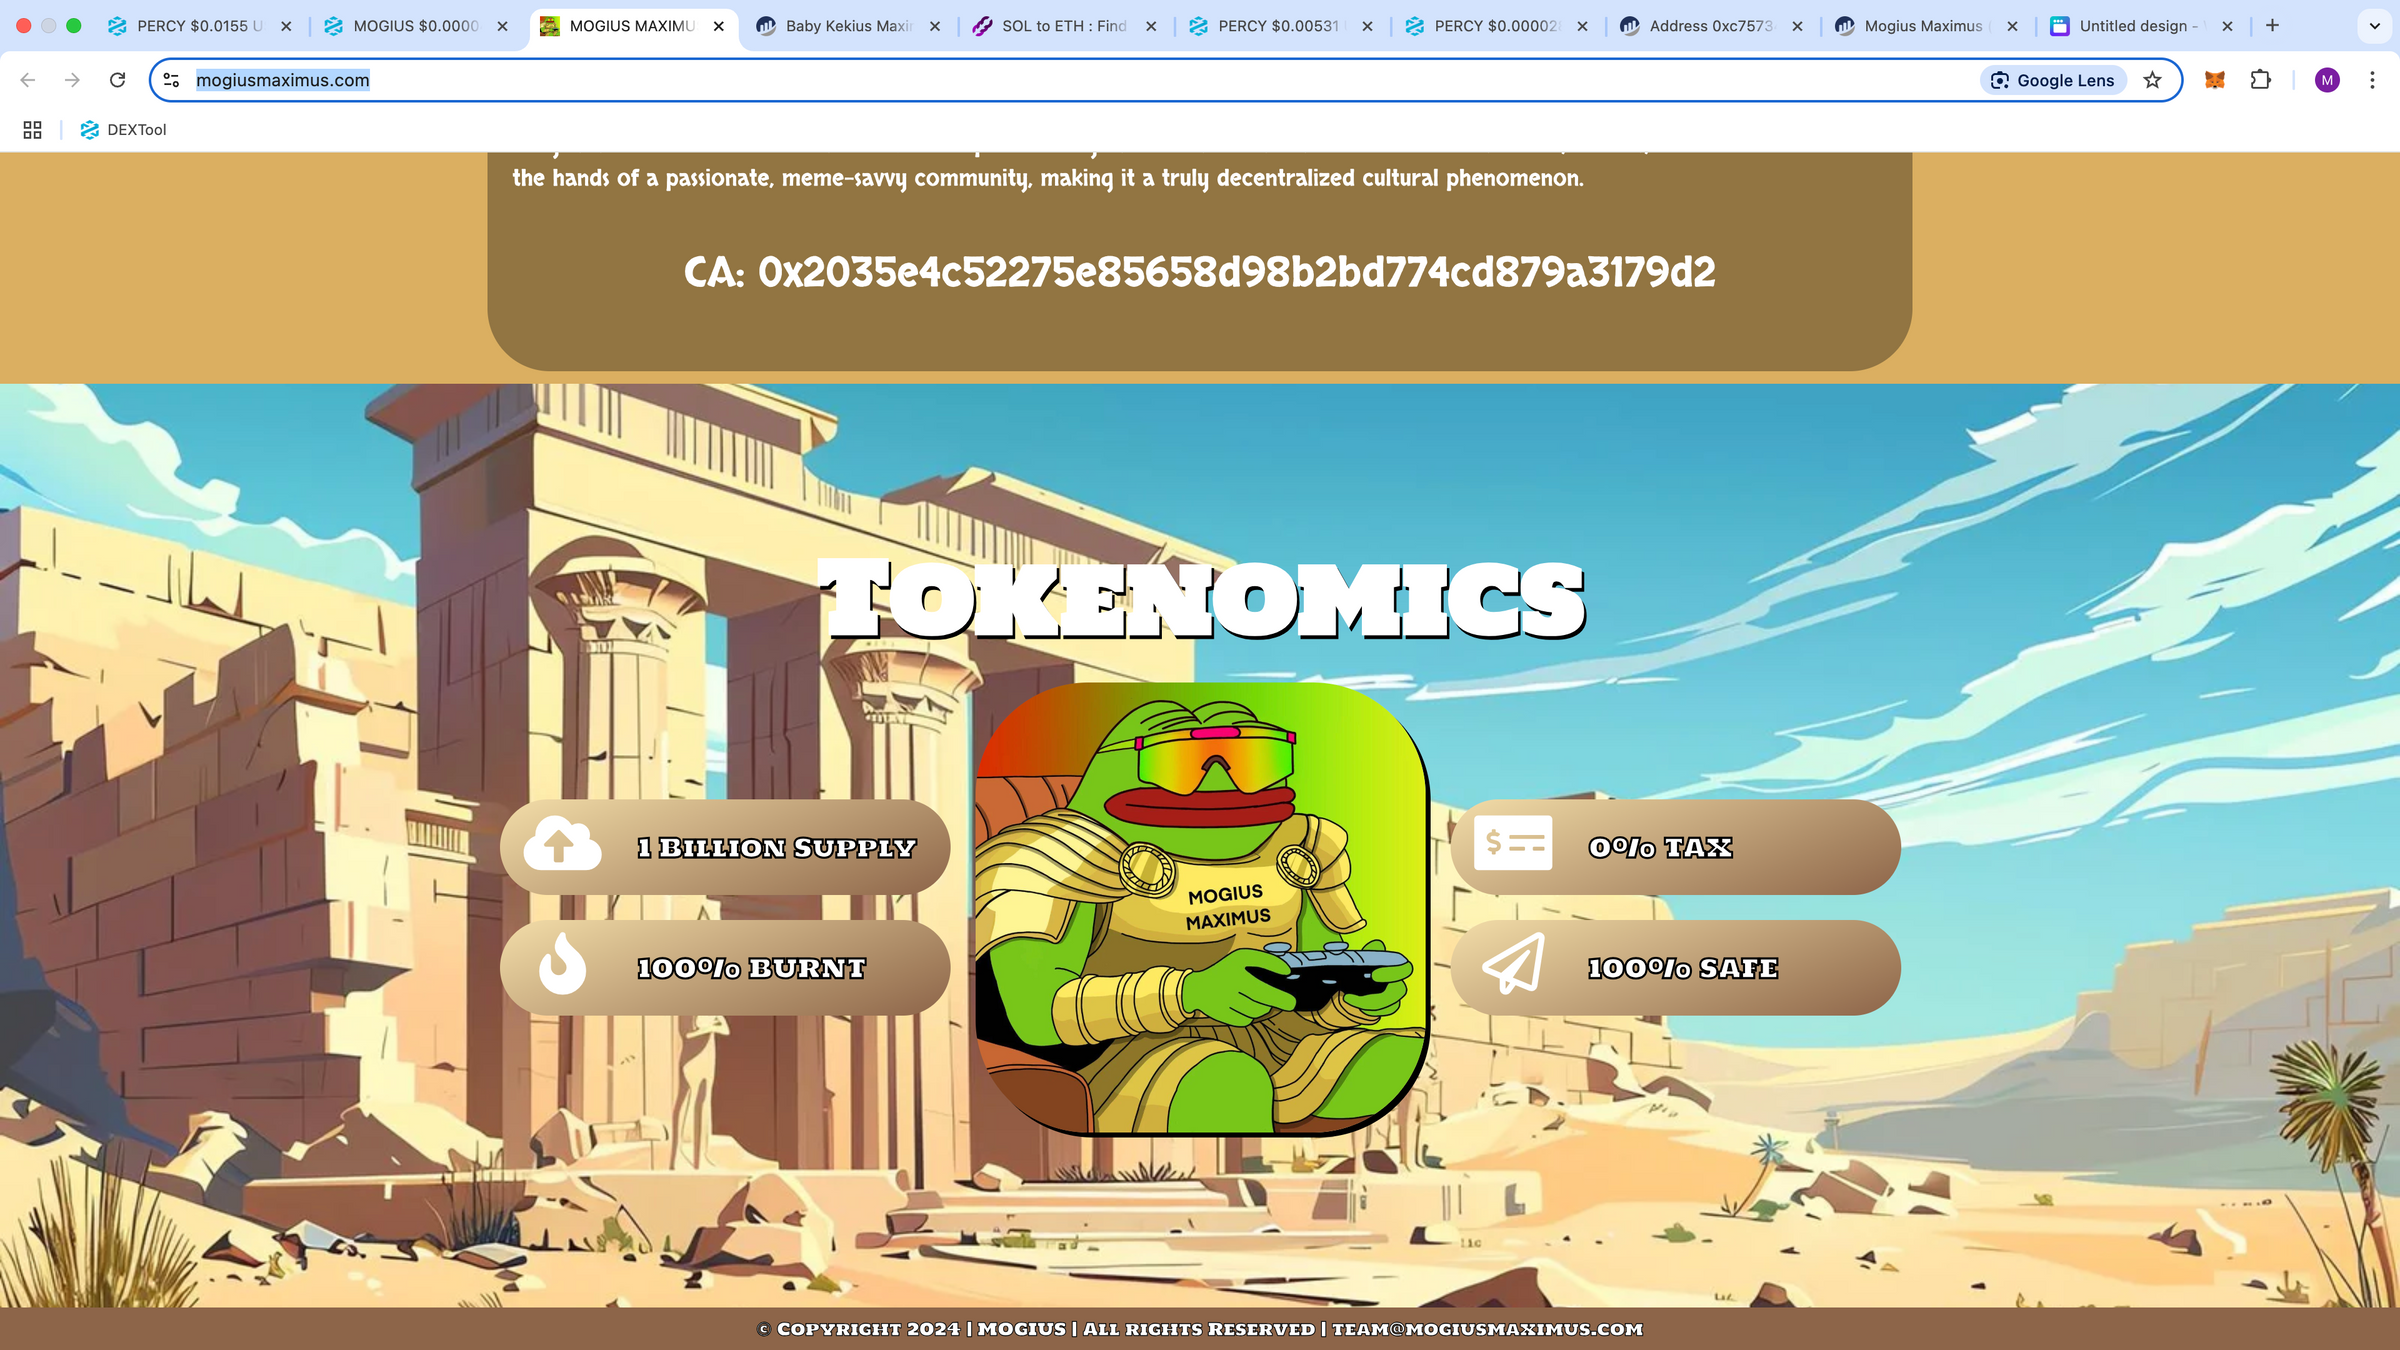 PERCY $0.0155 U
MOGIUS $0.0000
MOGIUS MAXIMU
Baby Kekius Maxi
SOL to ETH : Find
PERCY $0.00531
PERCY $0.000028
Address 0xc7573
Mogius Maximus
Untitled design -
mogiusmaximus.com
Google Lens
M
DEXTool
the hands of a passionate, meme-savvy community, making it a truly decentralized cultural phenomenon.
CA: 0x2035e4c52275e85658d98b2bd774cd879a3179d2
TOKENOMICS
1 BILLION SUPPLY
0% TAX
MOGIUS
MAXIMUS
100% BURNT
100% SAFE
© COPYRIGHT 2024 | MOGIUS | ALL RIGHTS RESERVED | TEAM@MOGIUSMAXIMUS.COM